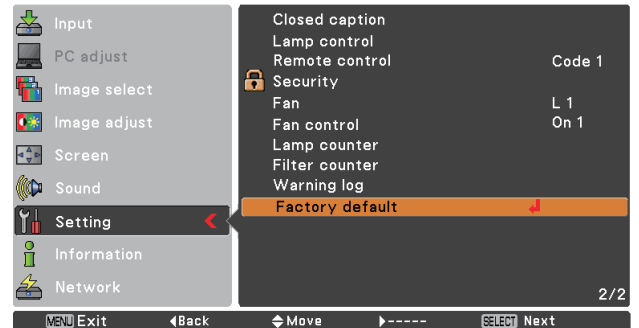 Input
PC adjust
Image select
Image adjust
Screen
Sound
Setting
Information
Network
Closed caption
Lamp control
Remote control Code 1
Security
Fan L 1
Fan control On 1
Lamp counter
Filter counter
Warning log
Factory default
2/2
MENU Exit Back Move ----- SELECT Next